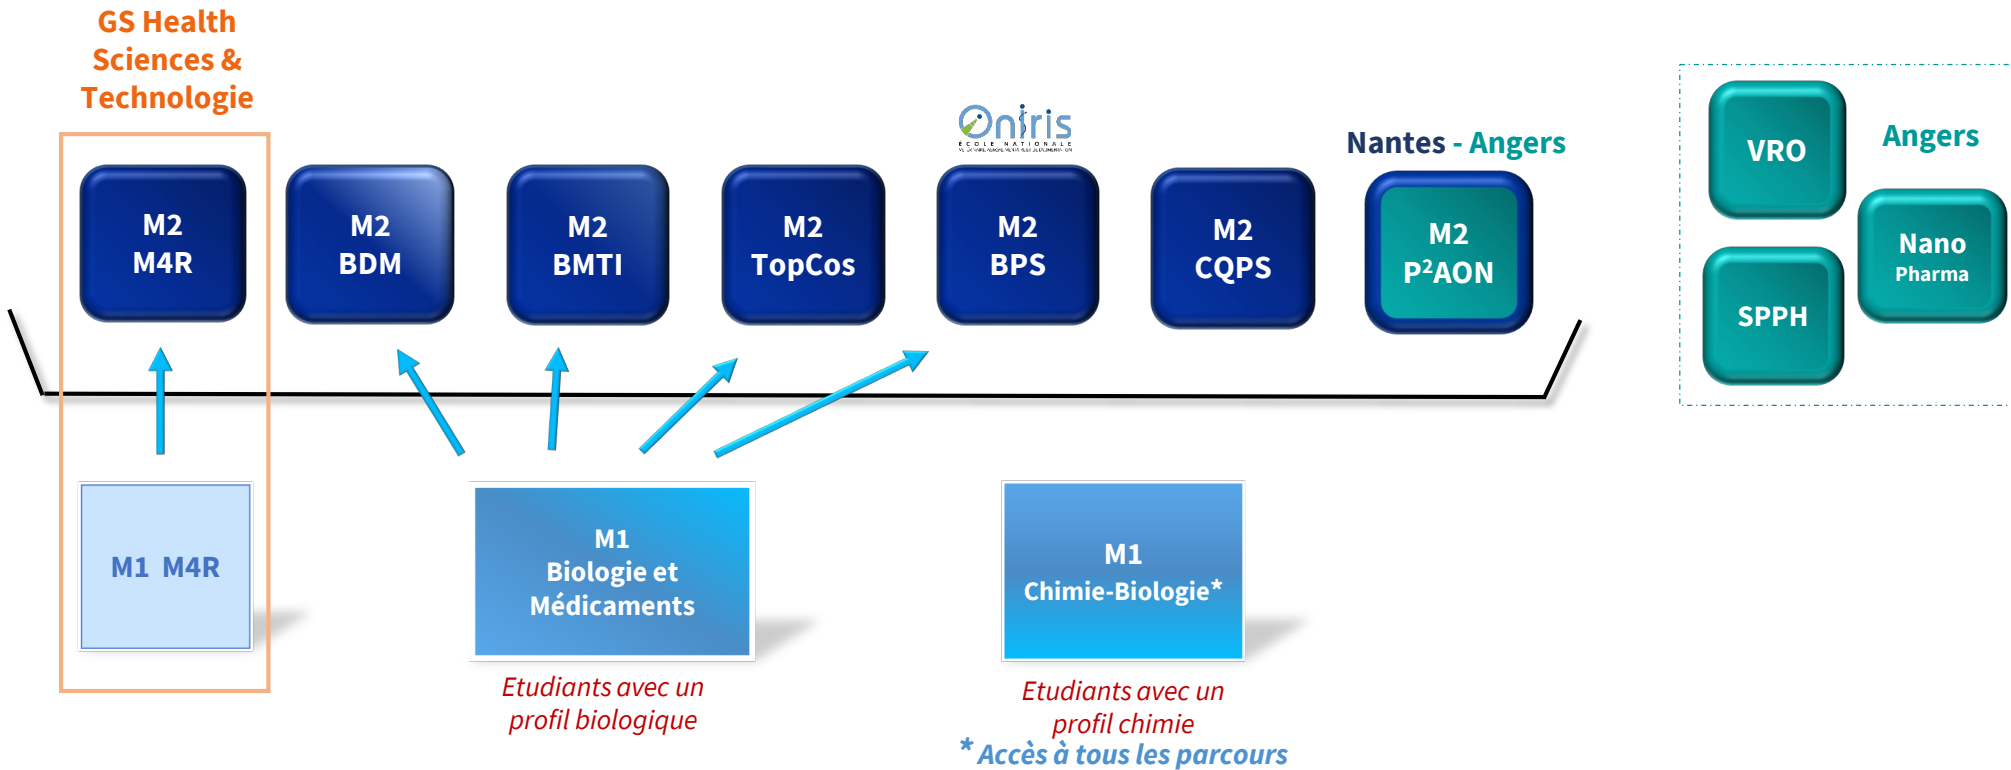 GS Health
Sciences &
Technologie
Oniris
ÉCOLE NATIONALE
Nantes - Angers
Angers
M2
M4R
M2
BDM
M2
BMTI
M2
TopCos
M2
BPS
M2
CQPS
M2
P²AON
VRO
Nano
Pharma
SPPH
M1 M4R
M1
Biologie et
Médicaments
M1
Chimie-Biologie*
Etudiants avec un
profil biologique
Etudiants avec un
profil chimie
* Accès à tous les parcours